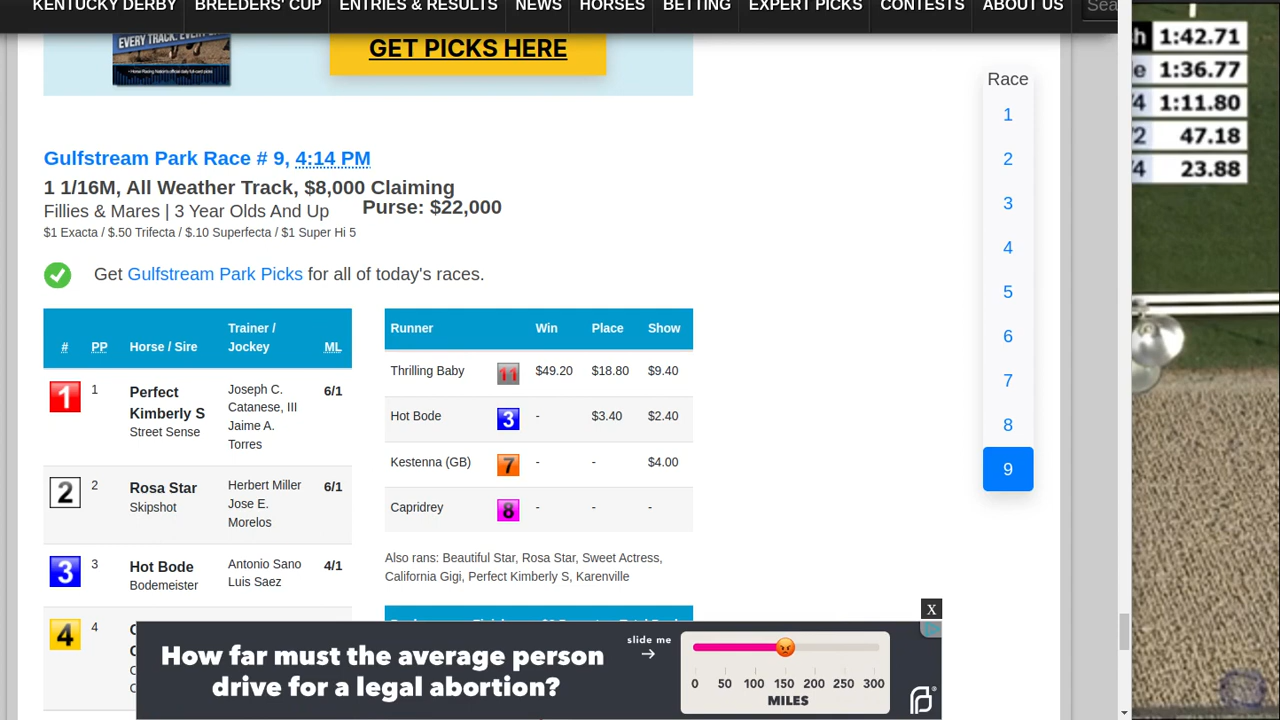 KENTUCKY DERBY BREEDERS' CUP ENTRIES & RESULTS NEWS HORSES BETTING EXPERT PICKS CONTESTS ABOUT US Sea
EVERY TRACK. EVERY
GET PICKS HERE
Gulfstream Park Race # 9, 4:14 PM
1 1/16M, All Weather Track, $8,000 Claiming
Fillies & Mares | 3 Year Olds And Up
Purse: $22,000
$1 Exacta / $.50 Trifecta / $.10 Superfecta / $1 Super Hi 5
Get Gulfstream Park Picks for all of today's races.
# PP Horse / Sire Trainer / Jockey ML
1 1 Perfect Kimberly S
Street Sense
Joseph C.
Catanese, III
Jaime A.
Torres
6/1
2 2 Rosa Star
Skipshot
Herbert Miller
Jose E.
Morelos
6/1
3 3 Hot Bode
Bodemeister
Antonio Sano
Luis Saez
4/1
4 4
Runner Win Place Show
Thrilling Baby 11 $49.20 $18.80 $9.40
Hot Bode 3 - $3.40 $2.40
Kestenna (GB) 7 - - $4.00
Capridrey 8 - - -
Also rans: Beautiful Star, Rosa Star, Sweet Actress,
California Gigi, Perfect Kimberly S, Karenville
Race
1
2
3
4
5
6
7
8
9
h 1:42.71
e 1:36.77
/4 1:11.80
/2 47.18
/4 23.88
X
How far must the average person
drive for a legal abortion?
slide me
→
0 50 100 150 200 250 300
MILES